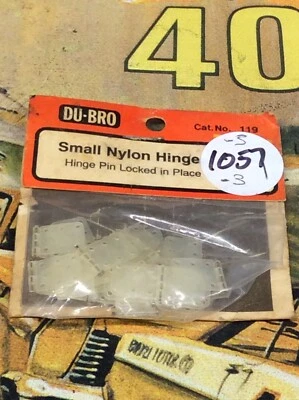 40
DU-BRO
Cat. No. 119
Small Nylon Hinge
Hinge Pin Locked in Place
-5
1057
-3